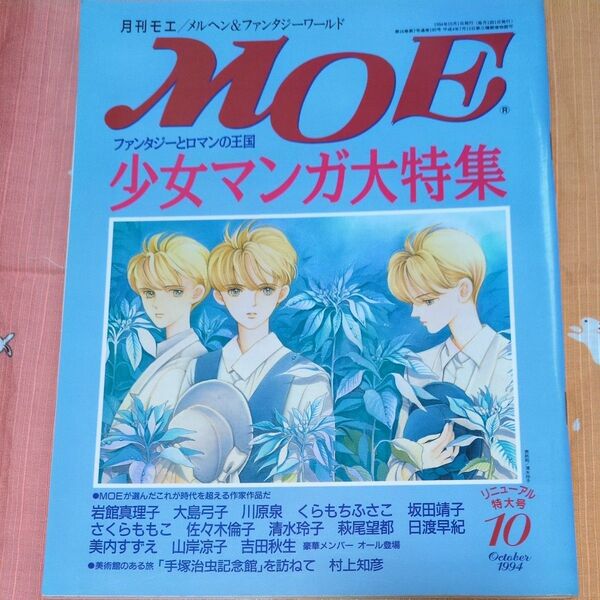 月刊モエ/メルヘン&ファンタジーワールド
MOE
®
ファンタジーとロマンの王国
少女マンガ大特集
●MOEが選んだこれが時代を超える作家作品だ
岩館真理子 大島弓子 川原泉 くらもちふさこ 坂田靖子
さくらももこ 佐々木倫子 清水玲子 萩尾望都 日渡早紀
美内すずえ 山岸凉子 吉田秋生 豪華メンバー オール登場
●美術館のある旅 「手塚治虫記念館」を訪ねて 村上知彦
リニューアル
特大号
10
October
1994